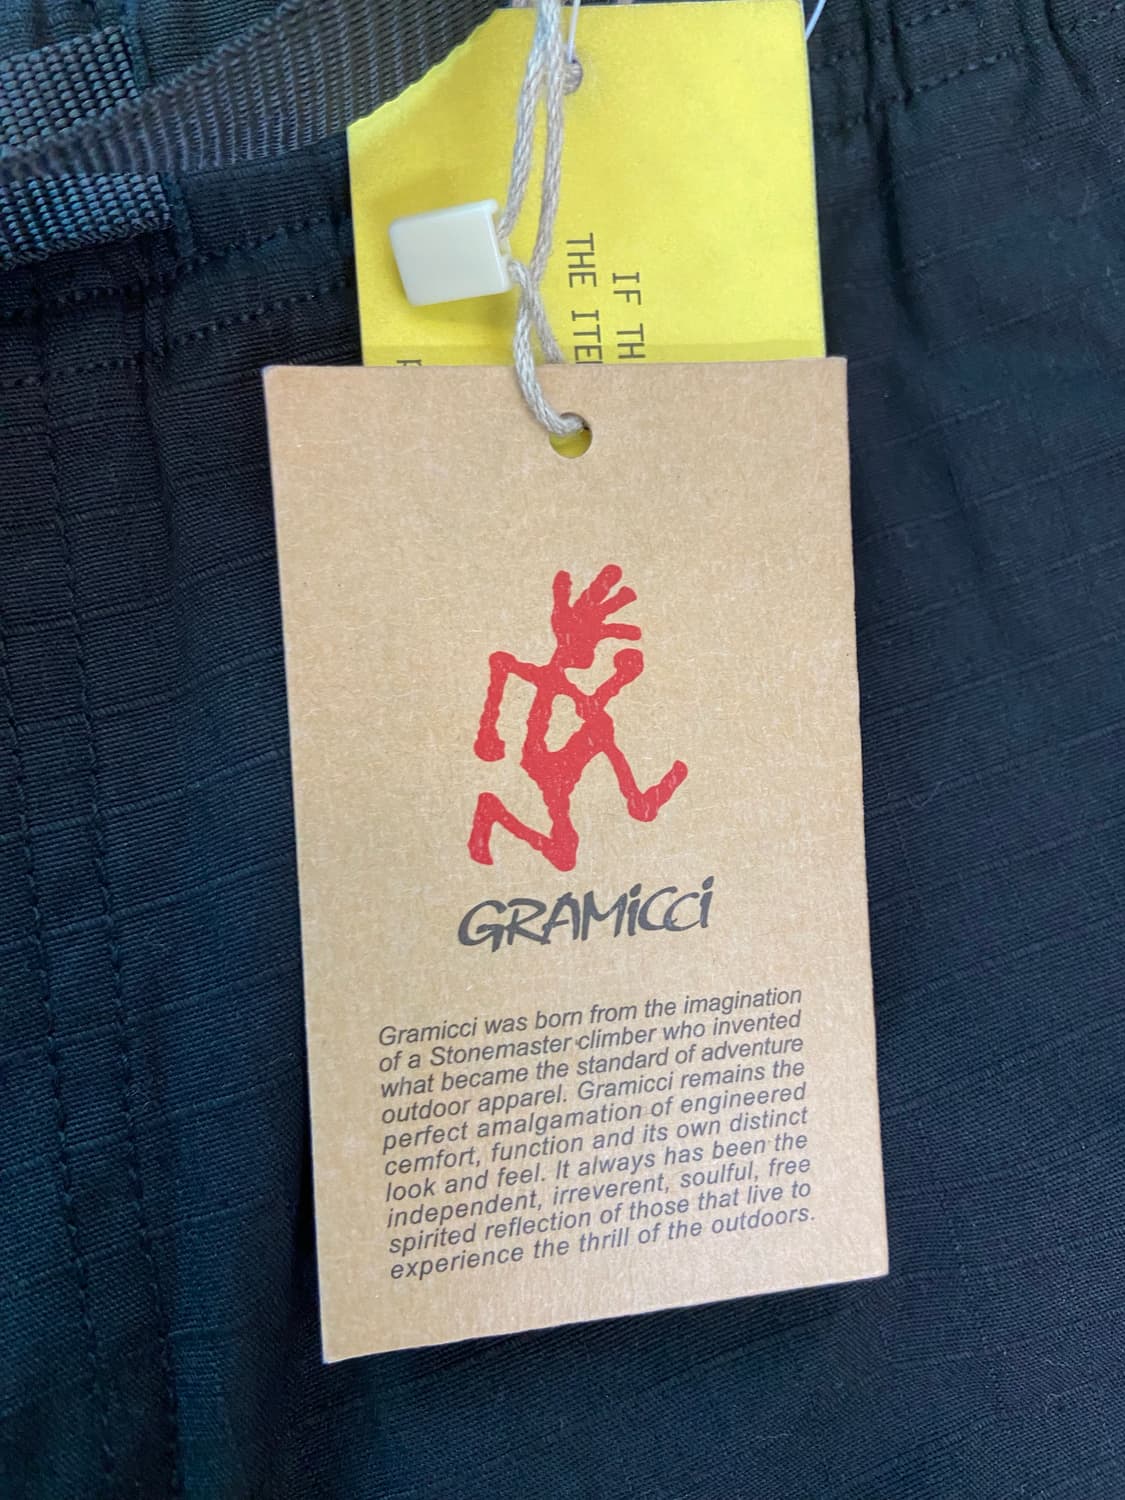 IF TH
THE ITE
GRAMiCCi
Gramicci was born from the imagination
of a Stonemaster climber who invented
what became the standard of adventure
outdoor apparel. Gramicci remains the
perfect amalgamation of engineered
cemfort, function and its own distinct
look and feel. It always has been the
independent, irreverent, soulful, free
spirited reflection of those that live to
experience the thrill of the outdoors.